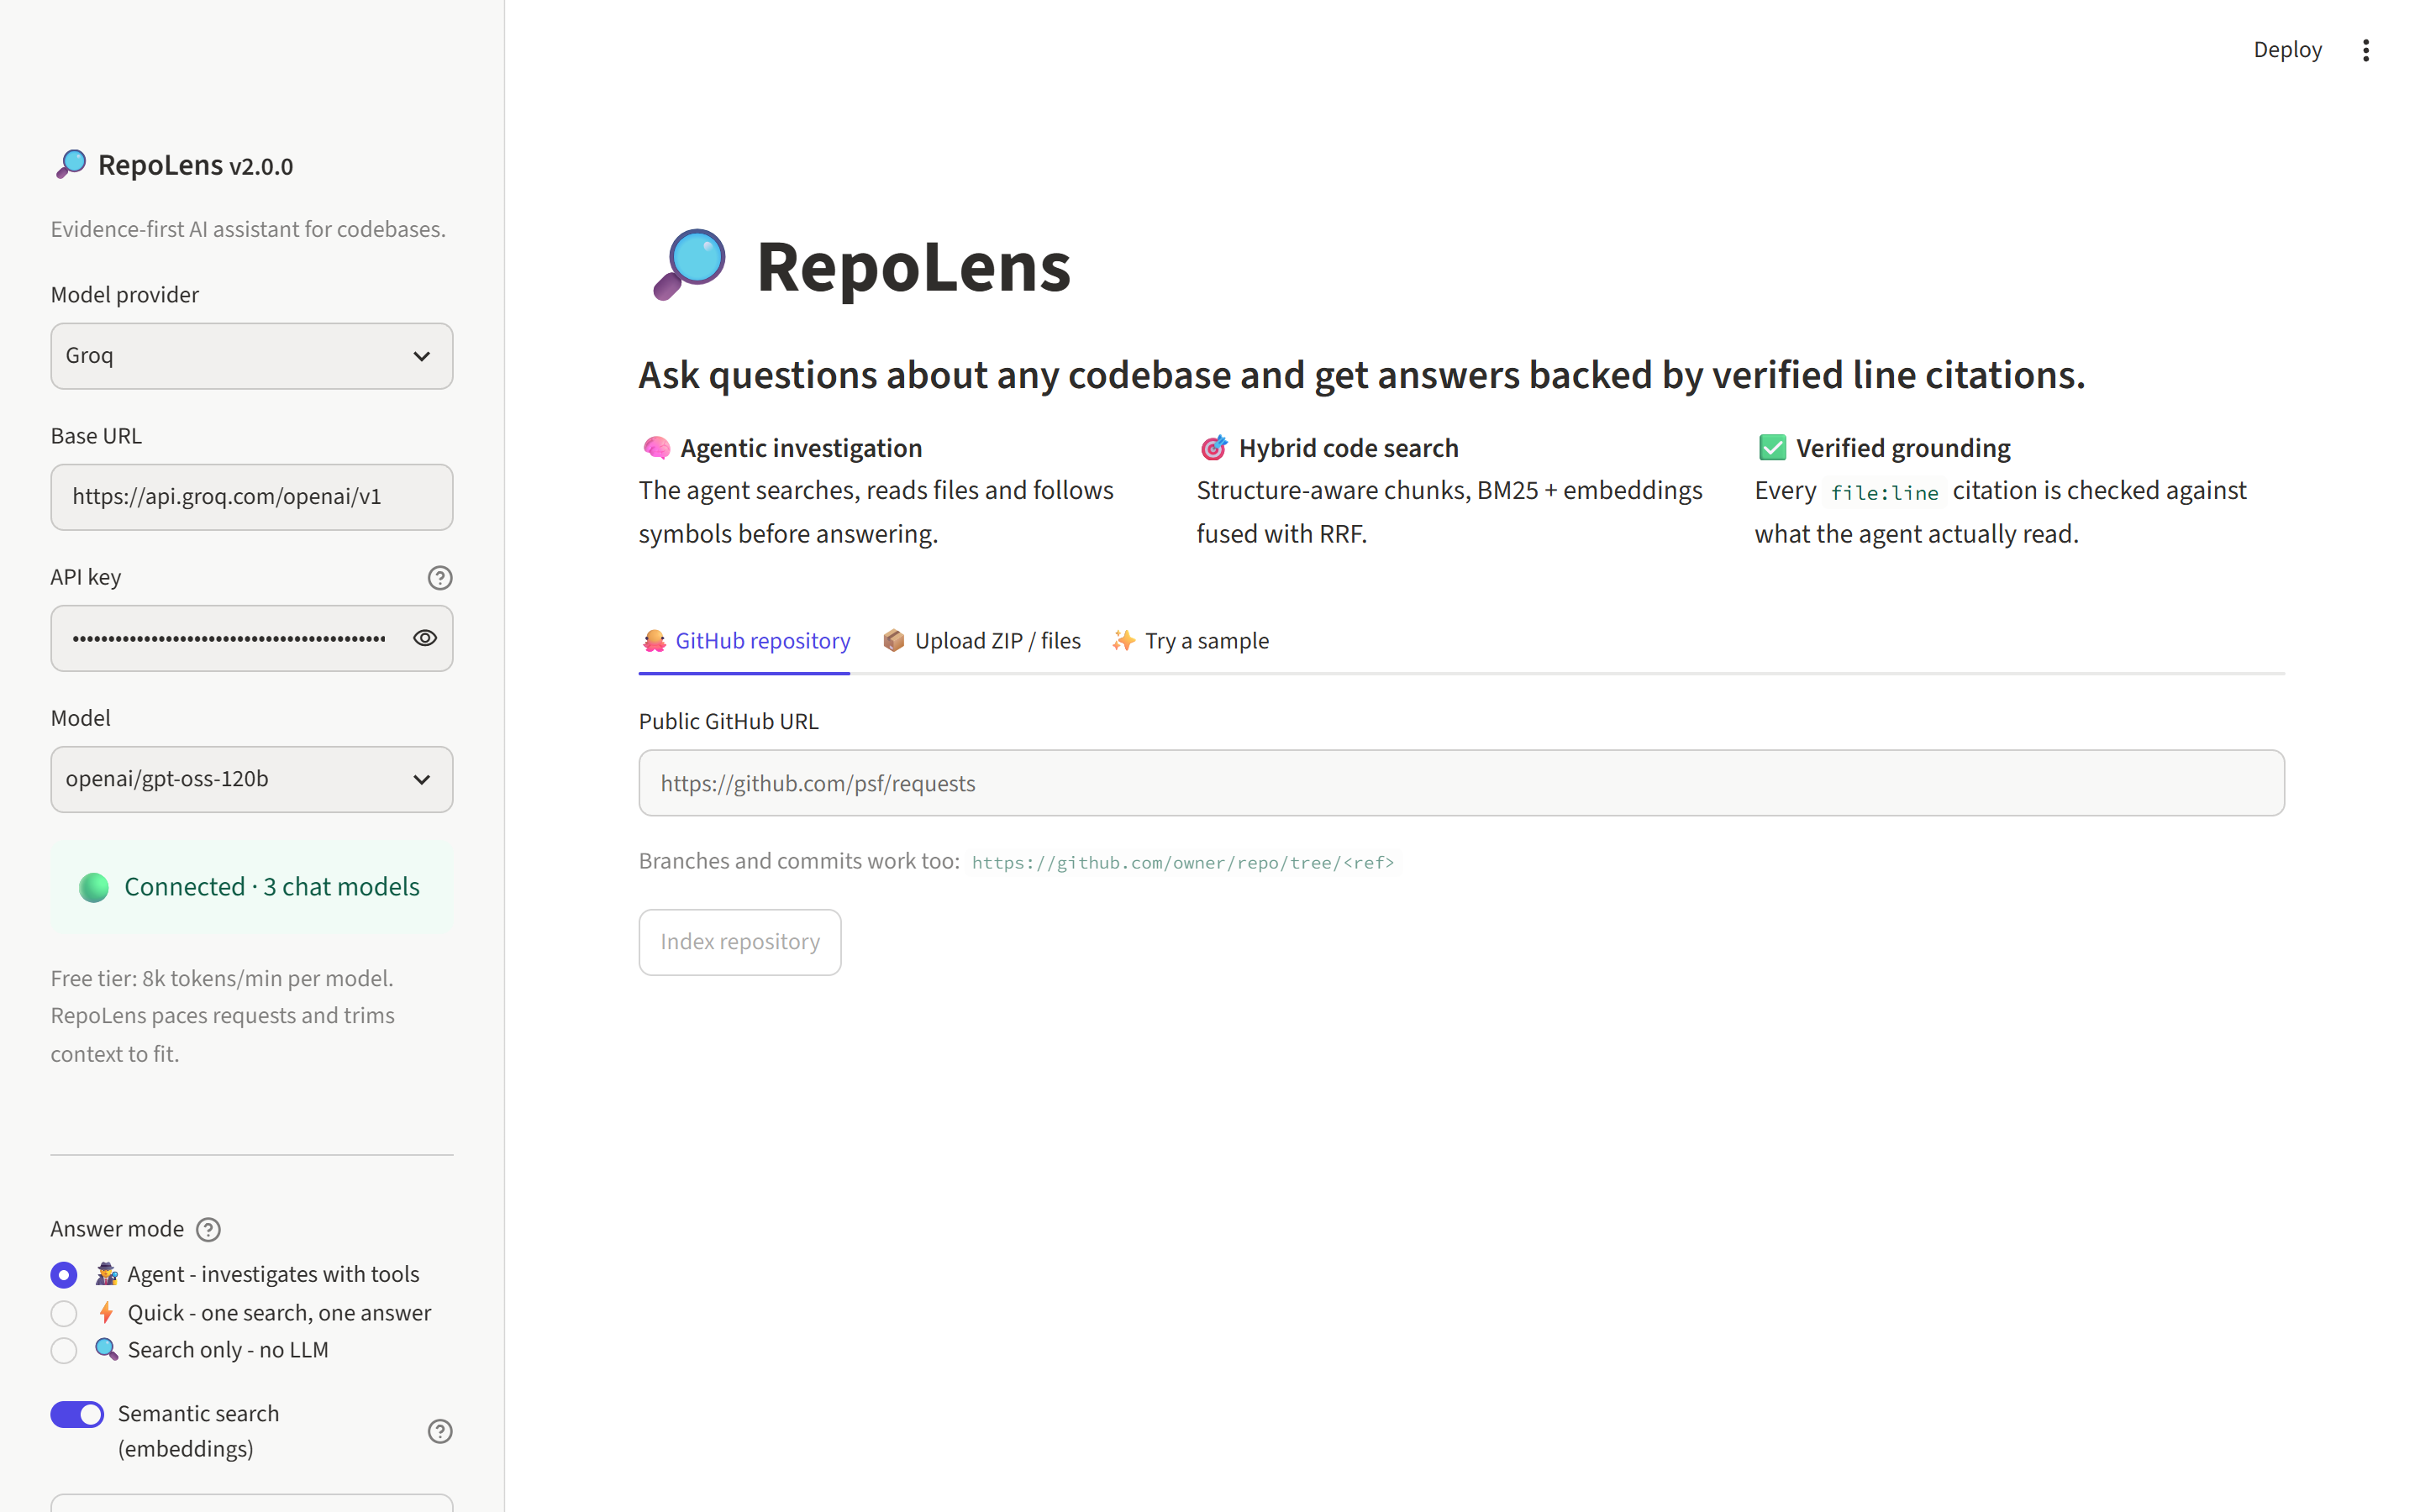 Deploy
RepoLens v2.0.0
Evidence-first AI assistant for codebases.
Model provider
Groq
Base URL
https://api.groq.com/openai/v1
API key
Model
openai/gpt-oss-120b
Connected · 3 chat models
Free tier: 8k tokens/min per model.
RepoLens paces requests and trims
context to fit.
Answer mode
Agent - investigates with tools
Quick - one search, one answer
Search only - no LLM
Semantic search
(embeddings)
RepoLens
Ask questions about any codebase and get answers backed by verified line citations.
Agentic investigation
The agent searches, reads files and follows
symbols before answering.
Hybrid code search
Structure-aware chunks, BM25 + embeddings
fused with RRF.
Verified grounding
Every file:line citation is checked against
what the agent actually read.
GitHub repository
Upload ZIP / files
Try a sample
Public GitHub URL
https://github.com/psf/requests
Branches and commits work too: https://github.com/owner/repo/tree/<ref>
Index repository